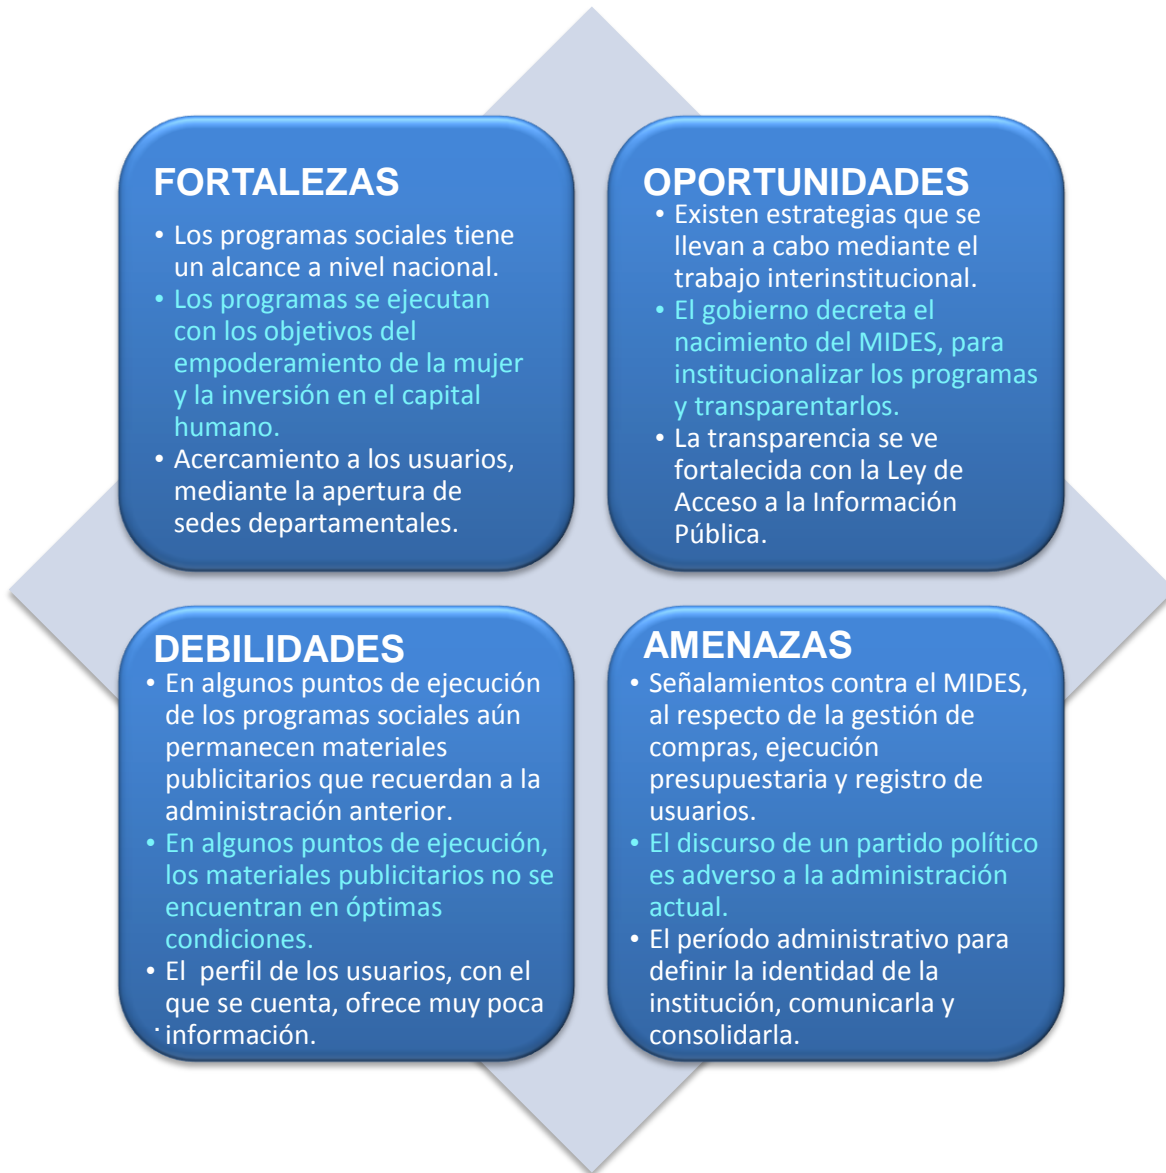 FORTALEZAS
• Los programas sociales tiene
un alcance a nivel nacional.
• Los programas se ejecutan
con los objetivos del
empoderamiento de la mujer
y la inversión en el capital
humano.
• Acercamiento a los usuarios,
mediante la apertura de
sedes departamentales.
OPORTUNIDADES
• Existen estrategias que se
llevan a cabo mediante el
trabajo interinstitucional.
• El gobierno decreta el
nacimiento del MIDES, para
institucionalizar los programas
y transparentarlos.
• La transparencia se ve
fortalecida con la Ley de
Acceso a la Información
Pública.
DEBILIDADES
• En algunos puntos de ejecución
de los programas sociales aún
permanecen materiales
publicitarios que recuerdan a la
administración anterior.
• En algunos puntos de ejecución,
los materiales publicitarios no se
encuentran en óptimas
condiciones.
• El  perfil de los usuarios, con el
que se cuenta, ofrece muy poca
. información.
AMENAZAS
• Señalamientos contra el MIDES,
al respecto de la gestión de
compras, ejecución
presupuestaria y registro de
usuarios.
• El discurso de un partido político
es adverso a la administración
actual.
• El período administrativo para
definir la identidad de la
institución, comunicarla y
consolidarla.